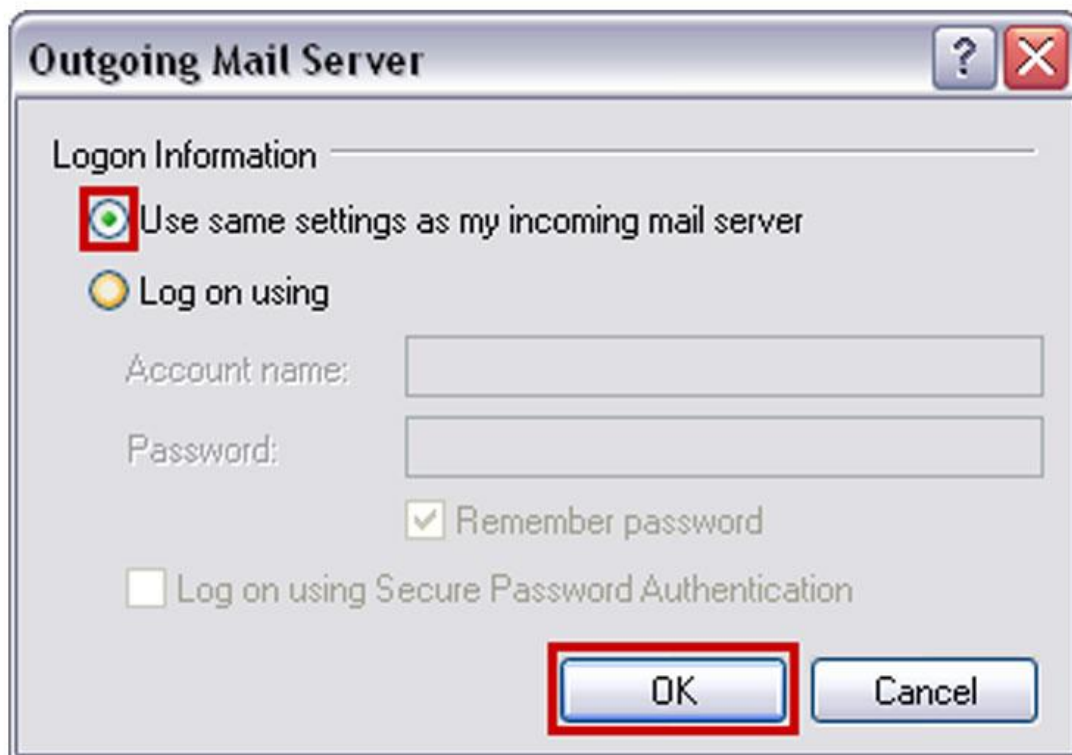 Outgoing Mail Server
Logon Information
Use same settings as my incoming mail server
Log on using
Account name:
Password:
Remember password
Log on using Secure Password Authentication
OK Cancel